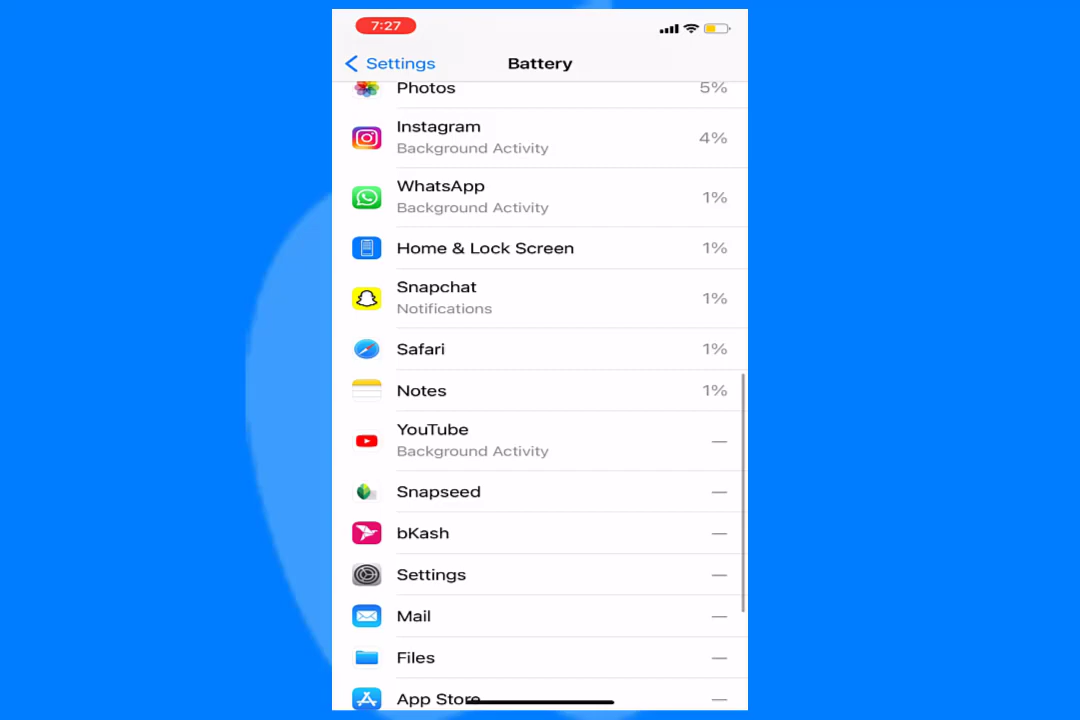 7:27
Settings
Battery
Photos 5%
Instagram
Background Activity
4%
WhatsApp
Background Activity
1%
Home & Lock Screen 1%
Snapchat
Notifications
1%
Safari 1%
Notes 1%
YouTube
Background Activity
—
Snapseed —
bKash —
Settings —
Mail —
Files —
App Store —